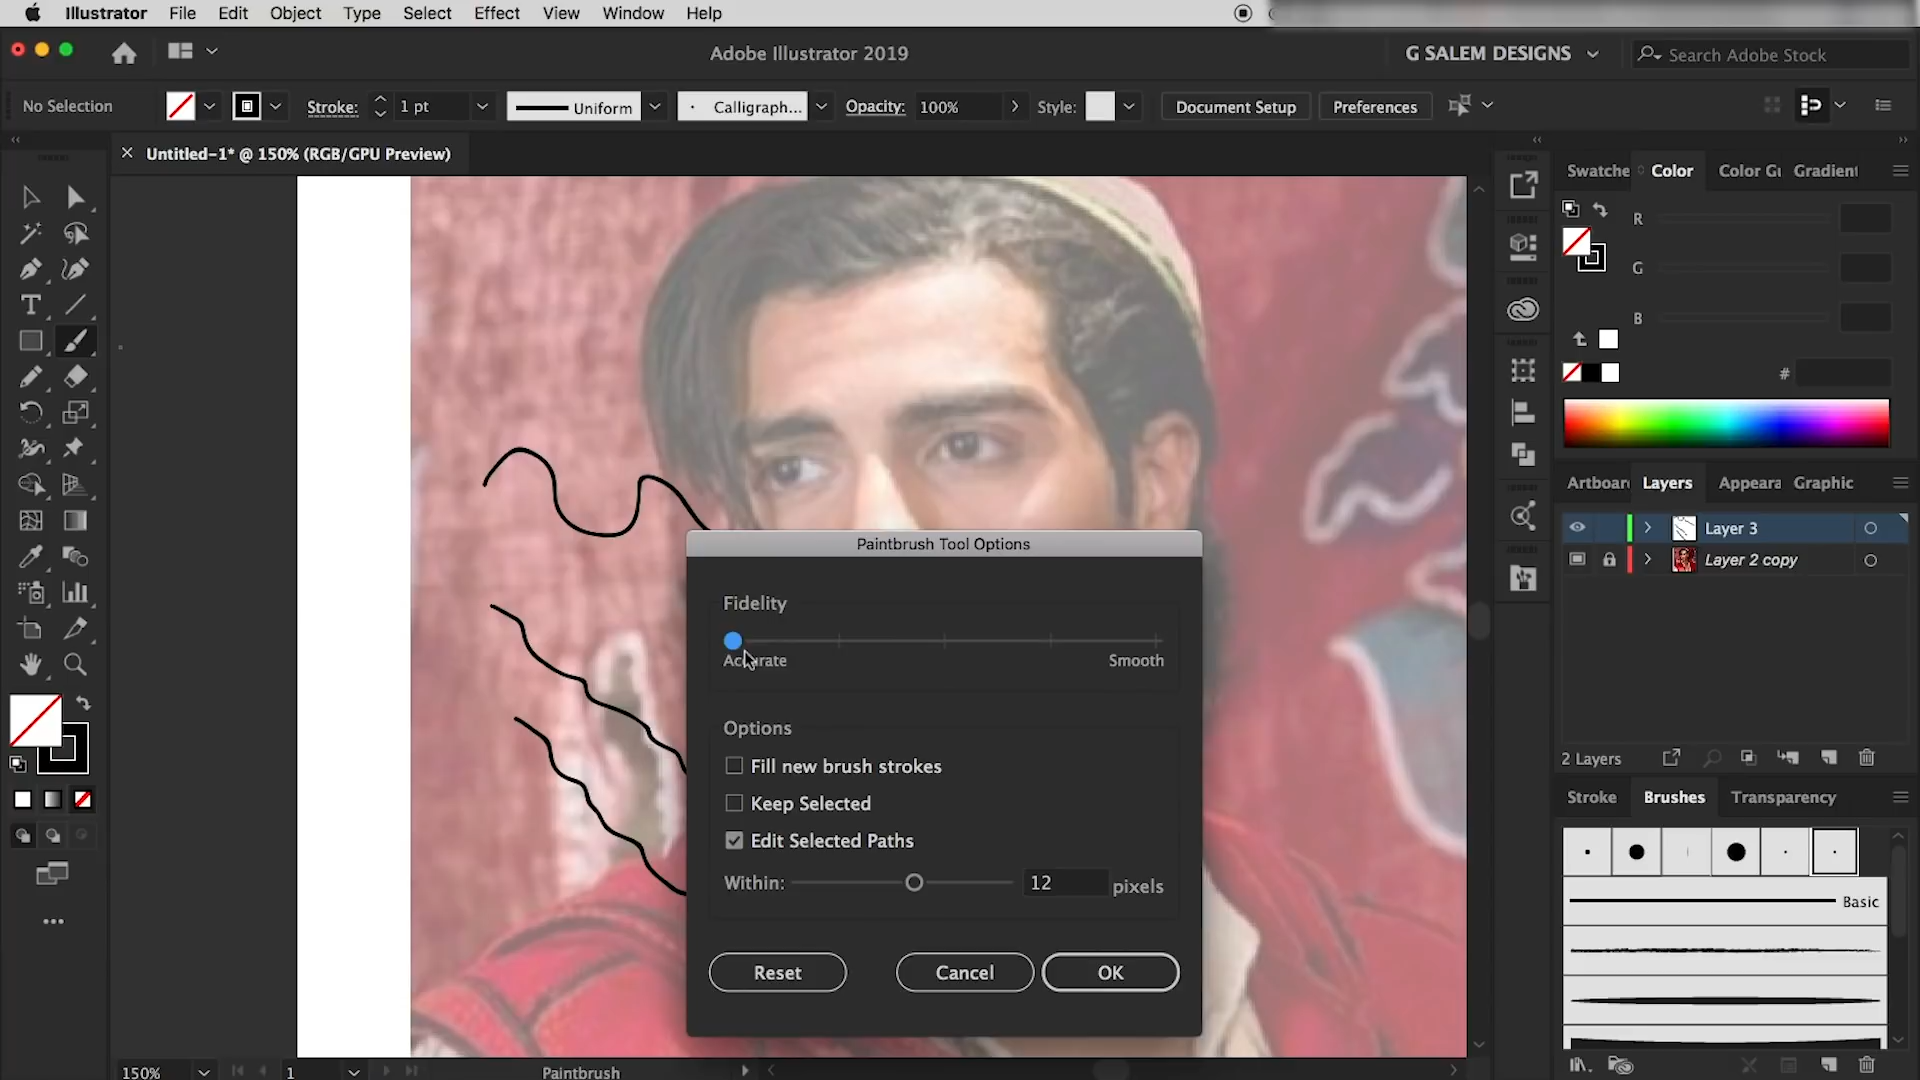 Illustrator File Edit Object Type Select Effect View Window Help
Adobe Illustrator 2019
G SALEM DESIGNS
Search Adobe Stock
No Selection
Stroke: 1 pt
Uniform
Calligraph...
Opacity: 100%
Style:
Document Setup
Preferences
Untitled-1* @ 150% (RGB/GPU Preview)
Swatche Color Color Gu Gradient
R
G
B
#
Artboar Layers Appeara Graphic
Layer 3
Layer 2 copy
2 Layers
Stroke Brushes Transparency
Basic
Paintbrush Tool Options
Fidelity
Accurate Smooth
Options
Fill new brush strokes
Keep Selected
Edit Selected Paths
Within: 12 pixels
Reset Cancel OK
150% 1 Paintbrush